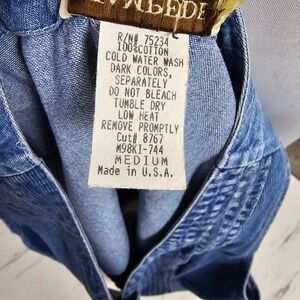 R/N# 75234
100%COTTON
COLD WATER WASH
DARK COLORS,
SEPARATELY
DO NOT BLEACH
TUMBLE DRY
LOW HEAT
REMOVE PROMPTLY
Cut# 8767
M98KI-744
MEDIUM
Made in U.S.A.